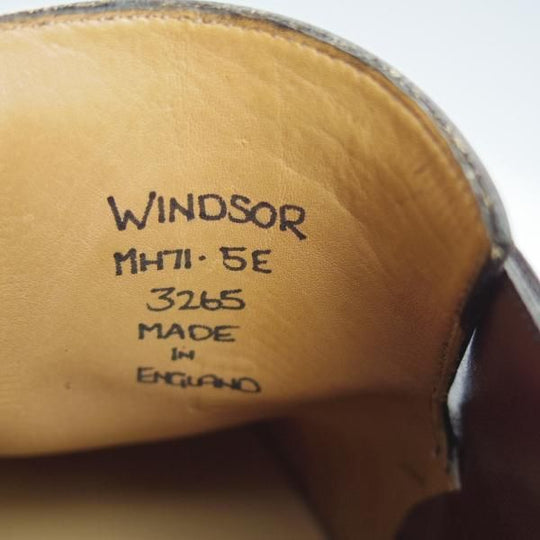 WINDSOR
MH71· 5E
3265
MADE
IN
ENGLAND